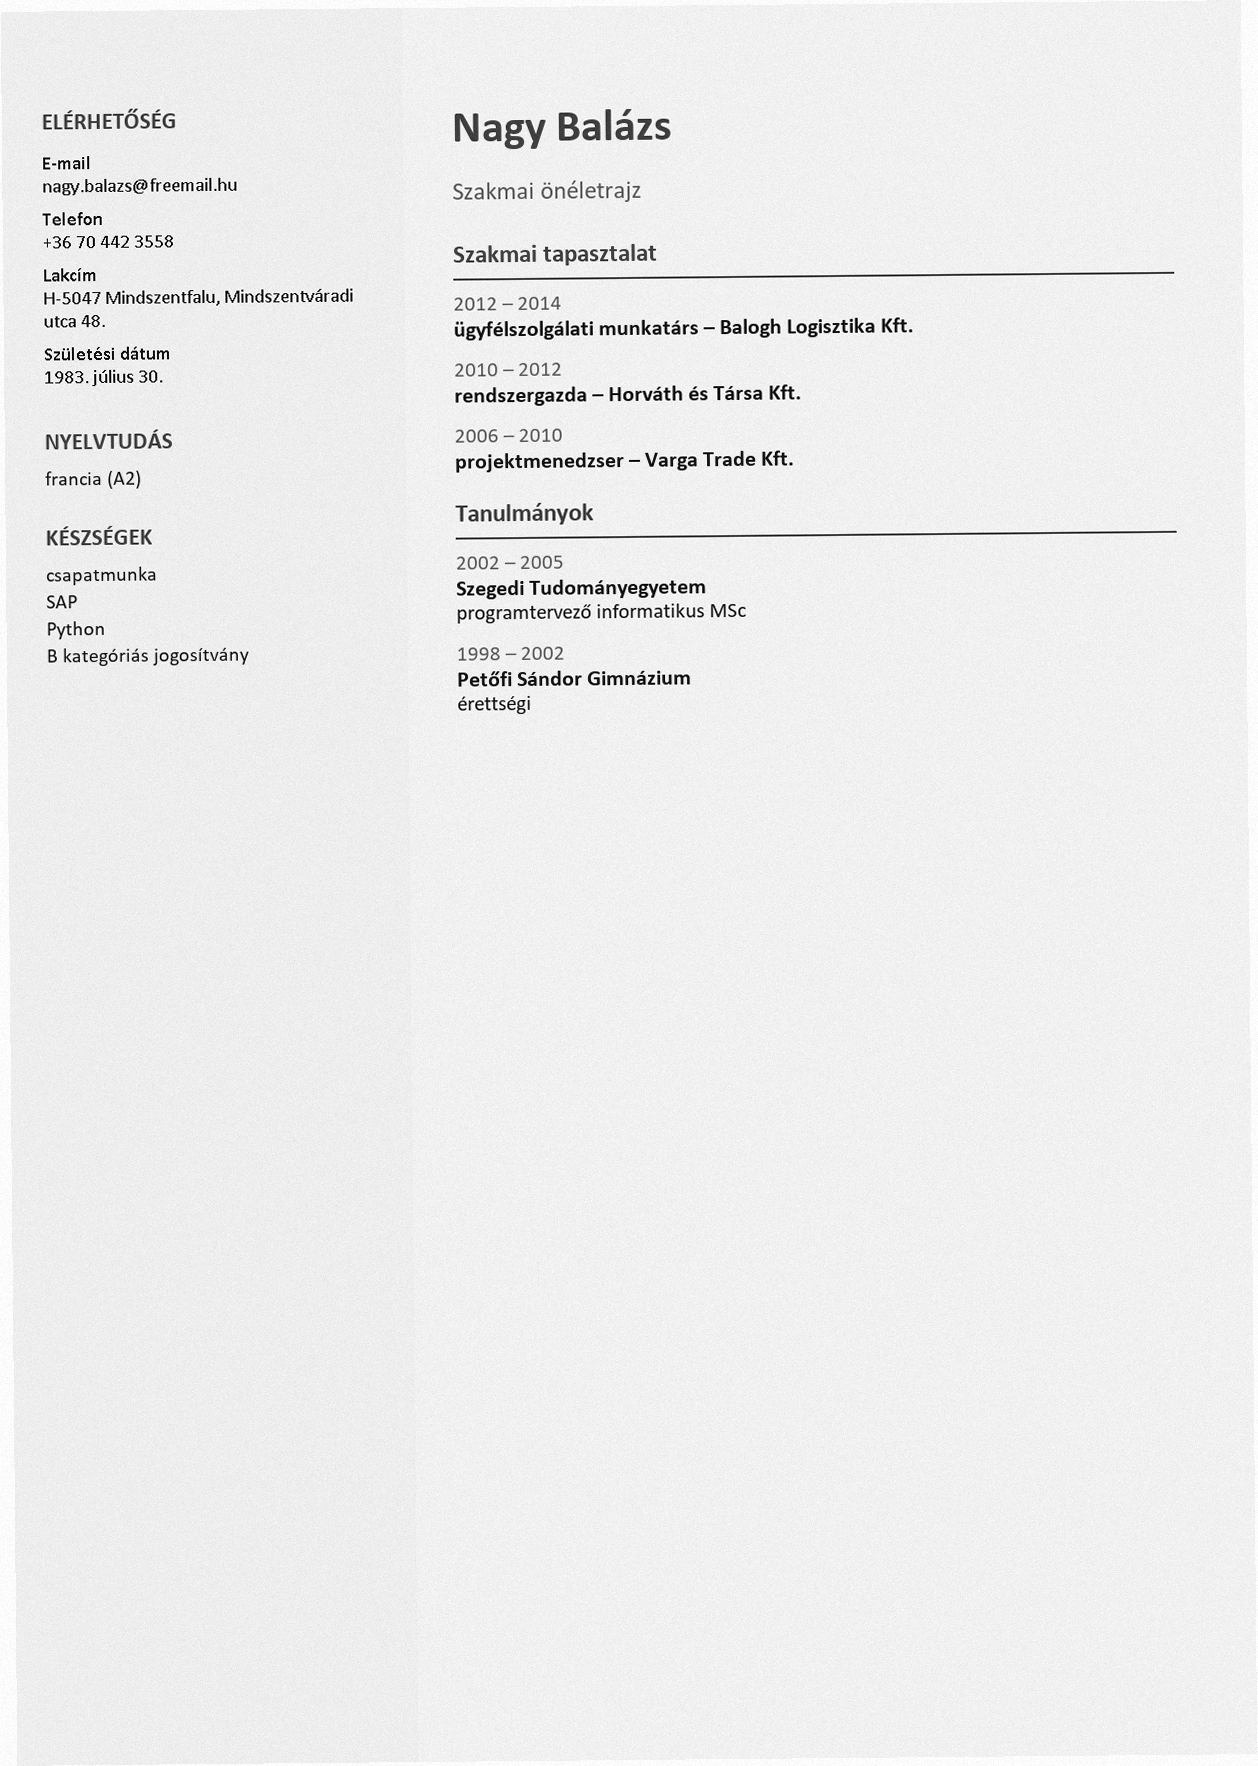 ELÉRHETŐSÉG
E-mail
nagy.balazs@freemail.hu
Telefon
+36 70 442 3558
Lakcím
H-5047 Mindszentfalu, Mindszentváradi
utca 48.
Születési dátum
1983. július 30.
NYELVTUDÁS
francia (A2)
KÉSZSÉGEK
csapatmunka
SAP
Python
B kategóriás jogosítvány
Nagy Balázs
Szakmai önéletrajz
Szakmai tapasztalat
2012 – 2014
ügyfélszolgálati munkatárs – Balogh Logisztika Kft.
2010 – 2012
rendszergazda – Horváth és Társa Kft.
2006 – 2010
projektmenedzser – Varga Trade Kft.
Tanulmányok
2002 – 2005
Szegedi Tudományegyetem
programtervező informatikus MSc
1998 – 2002
Petőfi Sándor Gimnázium
érettségi